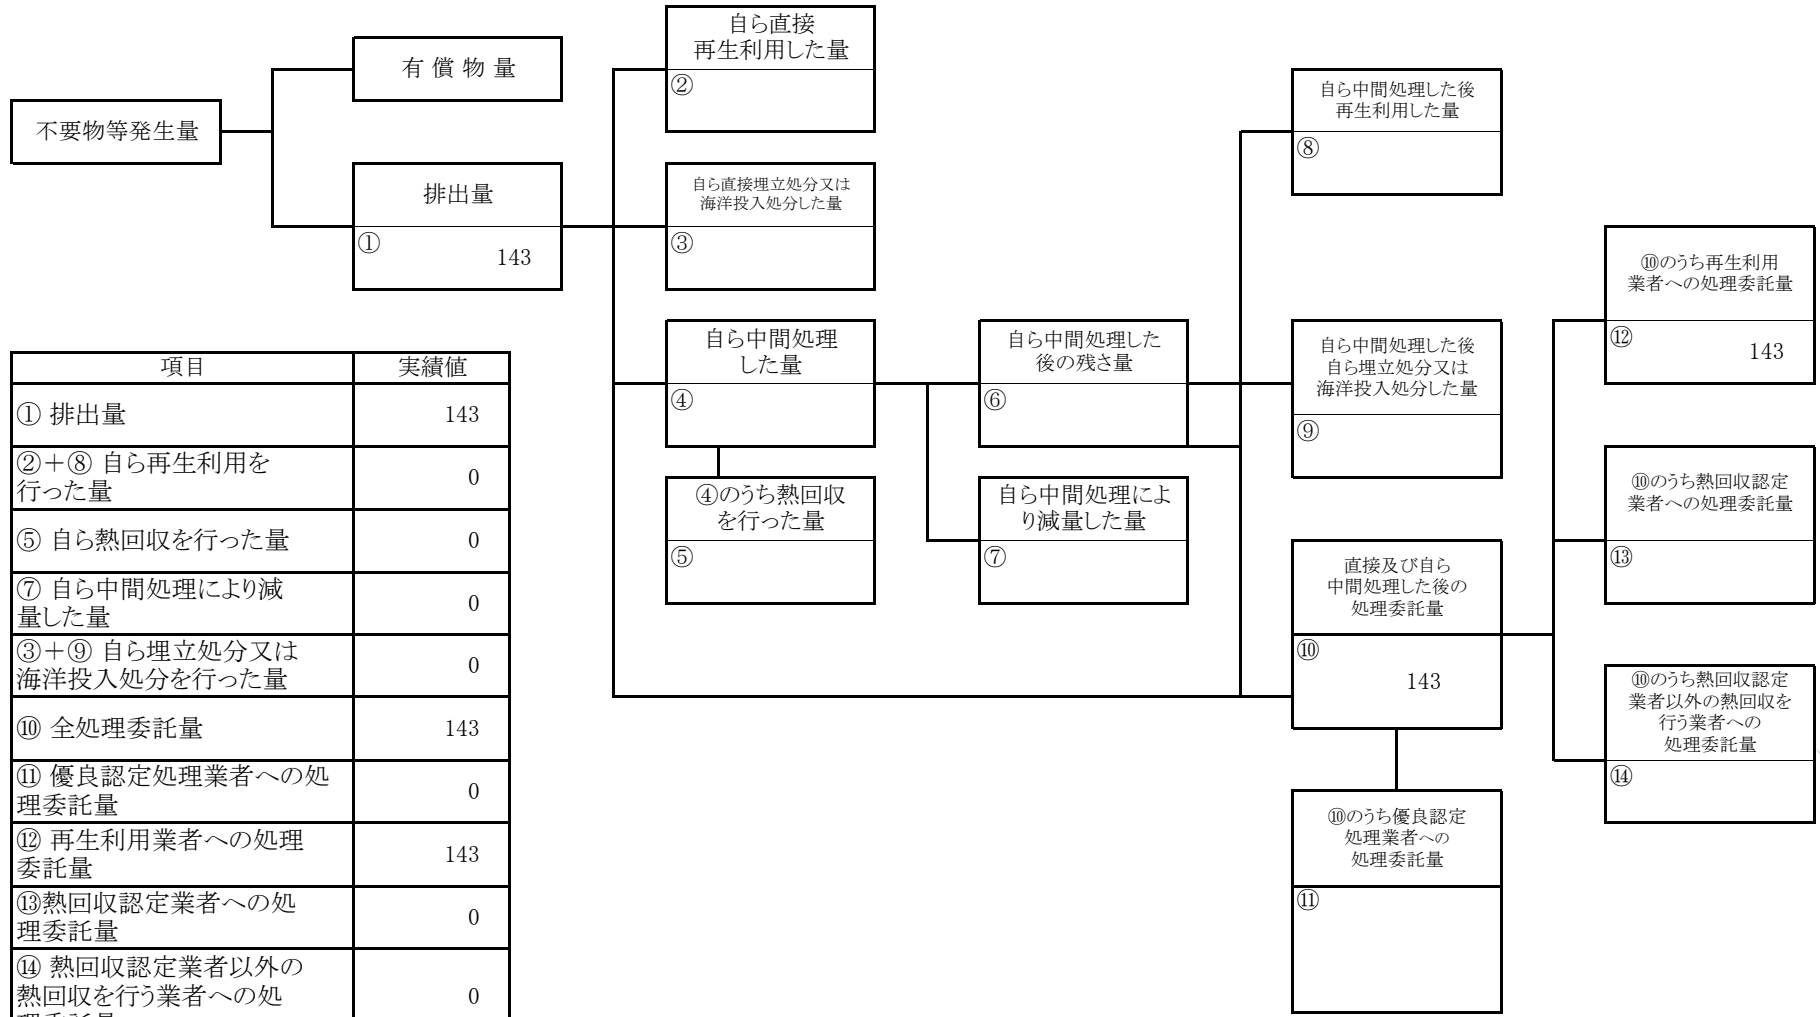 不要物等発生量
有 償 物 量
排出量
①
143
自ら直接
再生利用した量
②
自ら直接埋立処分又は
海洋投入処分した量
③
自ら中間処理
した量
④
④のうち熱回収
を行った量
⑤
自ら中間処理した
後の残さ量
⑥
自ら中間処理によ
り減量した量
⑦
自ら中間処理した後
再生利用した量
⑧
自ら中間処理した後
自ら埋立処分又は
海洋投入処分した量
⑨
直接及び自ら
中間処理した後の
処理委託量
⑩
143
⑩のうち優良認定
処理業者への
処理委託量
⑪
⑩のうち再生利用
業者への処理委託量
⑫
143
⑩のうち熱回収認定
業者への処理委託量
⑬
⑩のうち熱回収認定
業者以外の熱回収を
行う業者への
処理委託量
⑭
項目 実績値
① 排出量 143
②＋⑧ 自ら再生利用を
行った量 0
⑤ 自ら熱回収を行った量 0
⑦ 自ら中間処理により減
量した量 0
③＋⑨ 自ら埋立処分又は
海洋投入処分を行った量 0
⑩ 全処理委託量 143
⑪ 優良認定処理業者への処
理委託量 0
⑫ 再生利用業者への処理
委託量 143
⑬熱回収認定業者への処
理委託量 0
⑭ 熱回収認定業者以外の
熱回収を行う業者への処 0